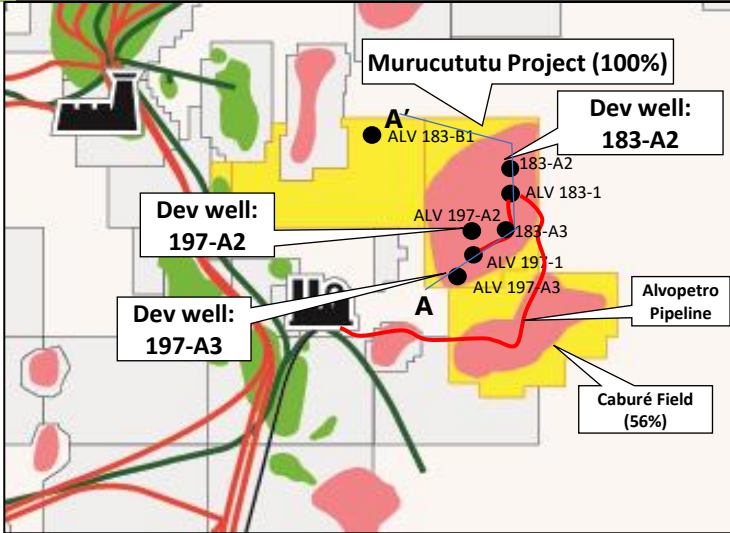 Murucututu Project (100%)
A'
ALV 183-B1
Dev well:
183-A2
183-A2
ALV 183-1
Dev well:
197-A2
ALV 197-A2
183-A3
ALV 197-1
ALV 197-A3
A
Dev well:
197-A3
Alvopetro
Pipeline
Caburé Field
(56%)